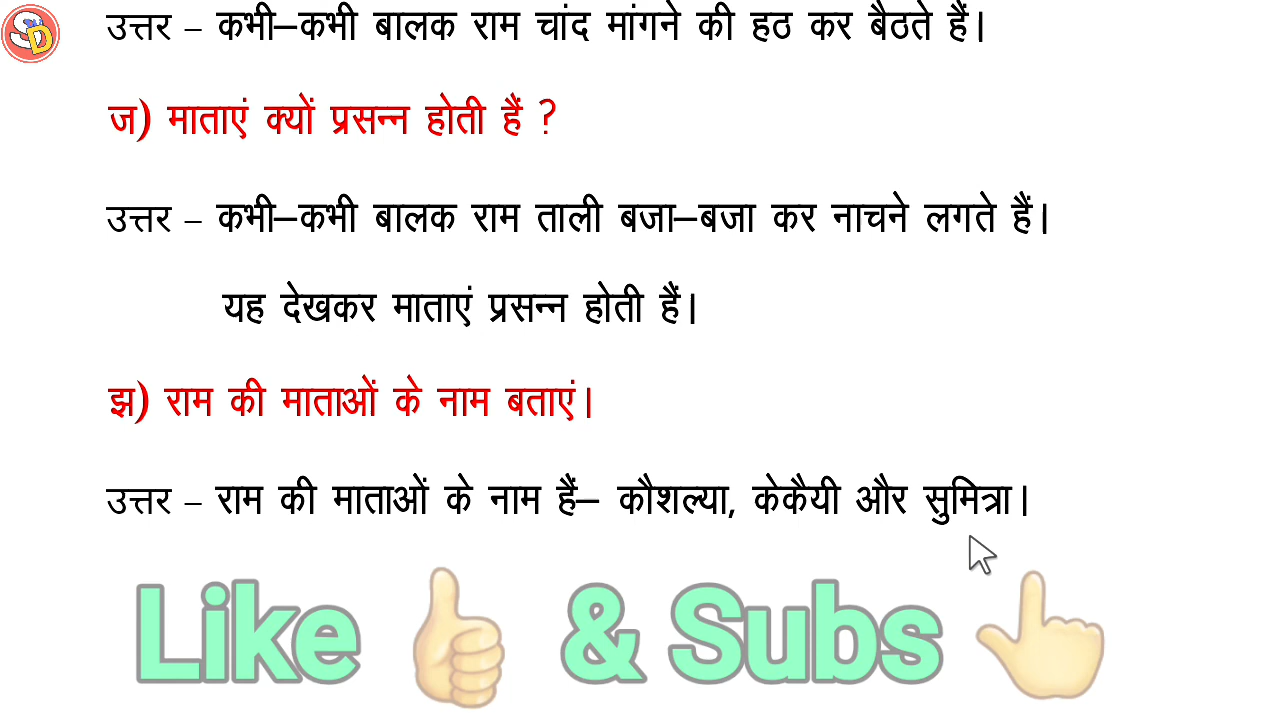 उत्तर – कभी–कभी बालक राम चांद मांगने की हठ कर बैठते हैं।
ज) माताएं क्यों प्रसन्न होती हैं ?
उत्तर – कभी–कभी बालक राम ताली बजा–बजा कर नाचने लगते हैं।
यह देखकर माताएं प्रसन्न होती हैं।
झ) राम की माताओं के नाम बताएं।
उत्तर – राम की माताओं के नाम हैं– कौशल्या, केकैयी और सुमित्रा।
Like & Subs